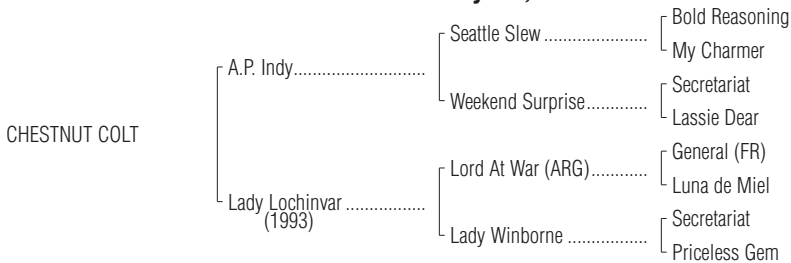 Bold Reasoning
Seattle Slew
My Charmer
A.P. Indy
Secretariat
Weekend Surprise
Lassie Dear
CHESTNUT COLT
General (FR)
Lord At War (ARG)
Luna de Miel
Lady Lochinvar
(1993)
Secretariat
Lady Winborne
Priceless Gem